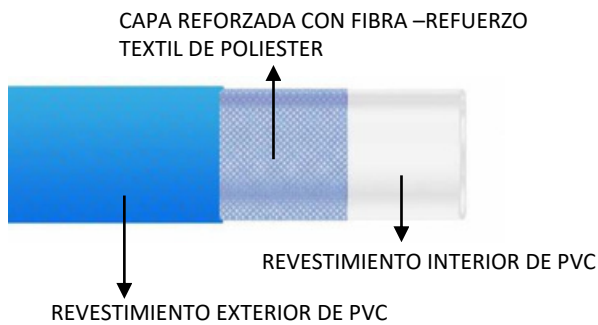 CAPA REFORZADA CON FIBRA –REFUERZO
TEXTIL DE POLIESTER
REVESTIMIENTO INTERIOR DE PVC
REVESTIMIENTO EXTERIOR DE PVC